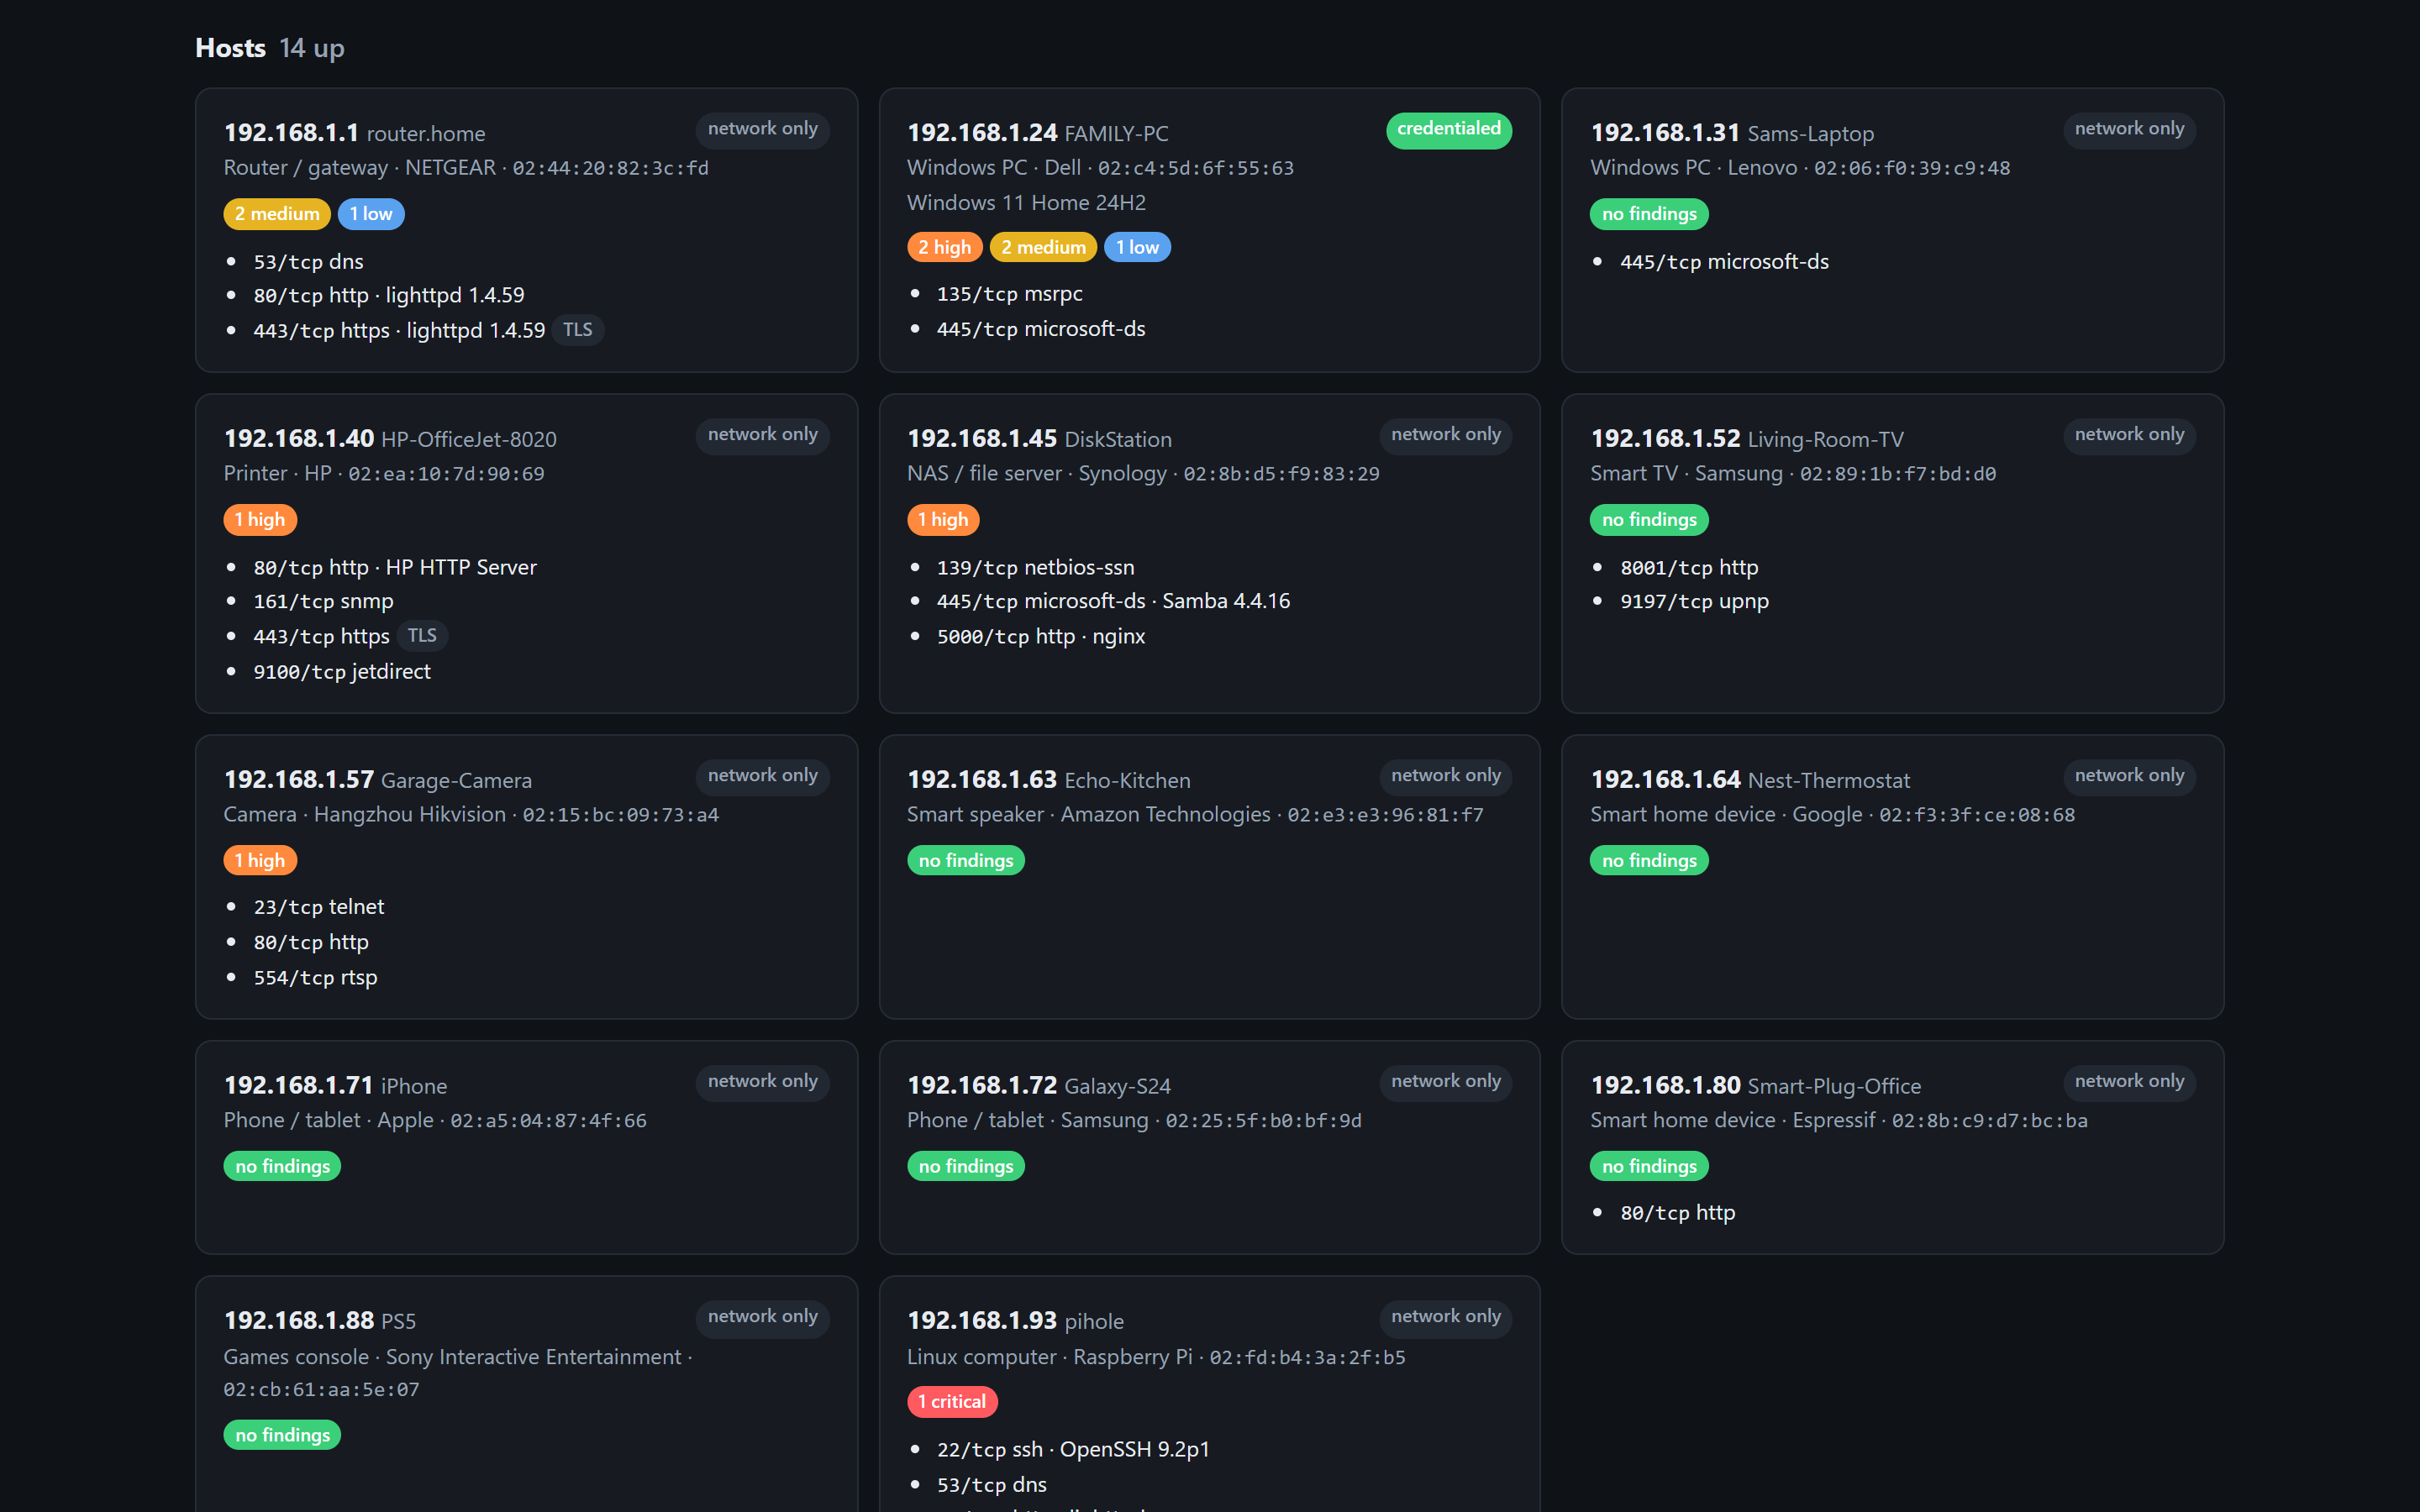 Hosts 14 up
192.168.1.1 router.home network only
Router / gateway · NETGEAR · 02:44:20:82:3c:fd
2 medium 1 low
53/tcp dns
80/tcp http · lighttpd 1.4.59
443/tcp https · lighttpd 1.4.59 TLS
192.168.1.24 FAMILY-PC credentialed
Windows PC · Dell · 02:c4:5d:6f:55:63
Windows 11 Home 24H2
2 high 2 medium 1 low
135/tcp msrpc
445/tcp microsoft-ds
192.168.1.31 Sams-Laptop network only
Windows PC · Lenovo · 02:06:f0:39:c9:48
no findings
445/tcp microsoft-ds
192.168.1.40 HP-OfficeJet-8020 network only
Printer · HP · 02:ea:10:7d:90:69
1 high
80/tcp http · HP HTTP Server
161/tcp snmp
443/tcp https TLS
9100/tcp jetdirect
192.168.1.45 DiskStation network only
NAS / file server · Synology · 02:8b:d5:f9:83:29
1 high
139/tcp netbios-ssn
445/tcp microsoft-ds · Samba 4.4.16
5000/tcp http · nginx
192.168.1.52 Living-Room-TV network only
Smart TV · Samsung · 02:89:1b:f7:bd:d0
no findings
8001/tcp http
9197/tcp upnp
192.168.1.57 Garage-Camera network only
Camera · Hangzhou Hikvision · 02:15:bc:09:73:a4
1 high
23/tcp telnet
80/tcp http
554/tcp rtsp
192.168.1.63 Echo-Kitchen network only
Smart speaker · Amazon Technologies · 02:e3:e3:96:81:f7
no findings
192.168.1.64 Nest-Thermostat network only
Smart home device · Google · 02:f3:3f:ce:08:68
no findings
192.168.1.71 iPhone network only
Phone / tablet · Apple · 02:a5:04:87:4f:66
no findings
192.168.1.72 Galaxy-S24 network only
Phone / tablet · Samsung · 02:25:5f:b0:bf:9d
no findings
192.168.1.80 Smart-Plug-Office network only
Smart home device · Espressif · 02:8b:c9:d7:bc:ba
no findings
80/tcp http
192.168.1.88 PS5 network only
Games console · Sony Interactive Entertainment ·
02:cb:61:aa:5e:07
no findings
192.168.1.93 pihole network only
Linux computer · Raspberry Pi · 02:fd:b4:3a:2f:b5
1 critical
22/tcp ssh · OpenSSH 9.2p1
53/tcp dns